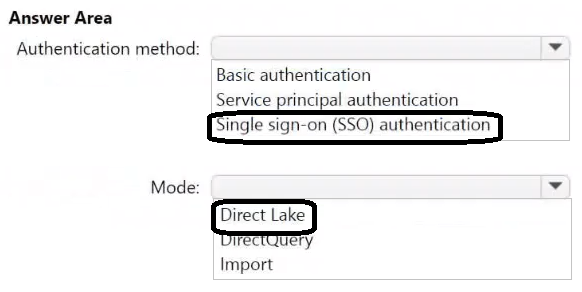 Answer Area
Authentication method:
Basic authentication
Service principal authentication
Single sign-on (SSO) authentication
Mode:
Direct Lake
DirectQuery
Import